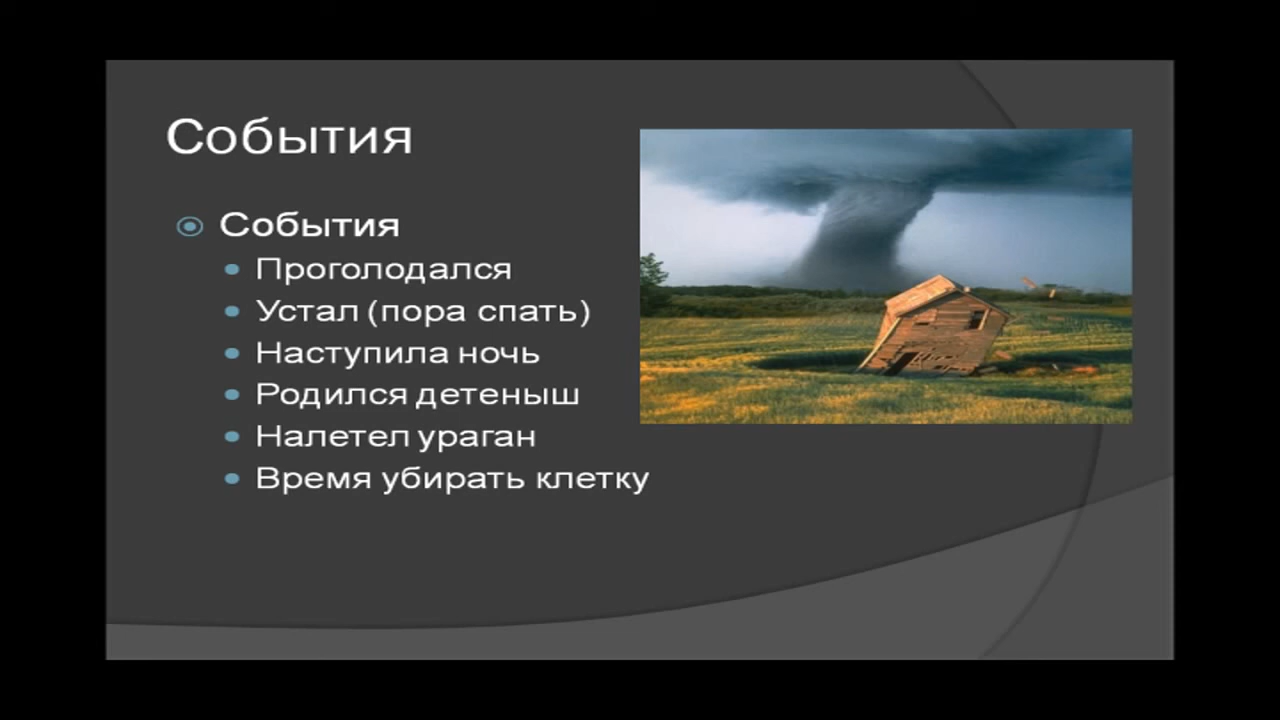 События
События
Проголодался
Устал (пора спать)
Наступила ночь
Родился детеныш
Налетел ураган
Время убирать клетку